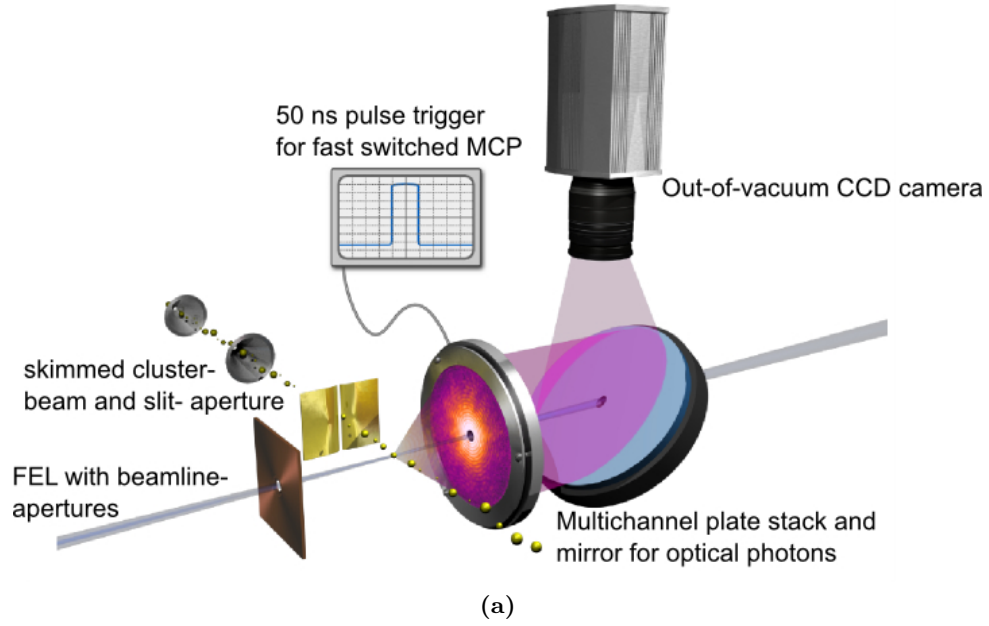 50 ns pulse trigger
for fast switched MCP
Out-of-vacuum CCD camera
skimmed cluster-
beam and slit- aperture
FEL with beamline-
apertures
Multichannel plate stack and
mirror for optical photons
(a)